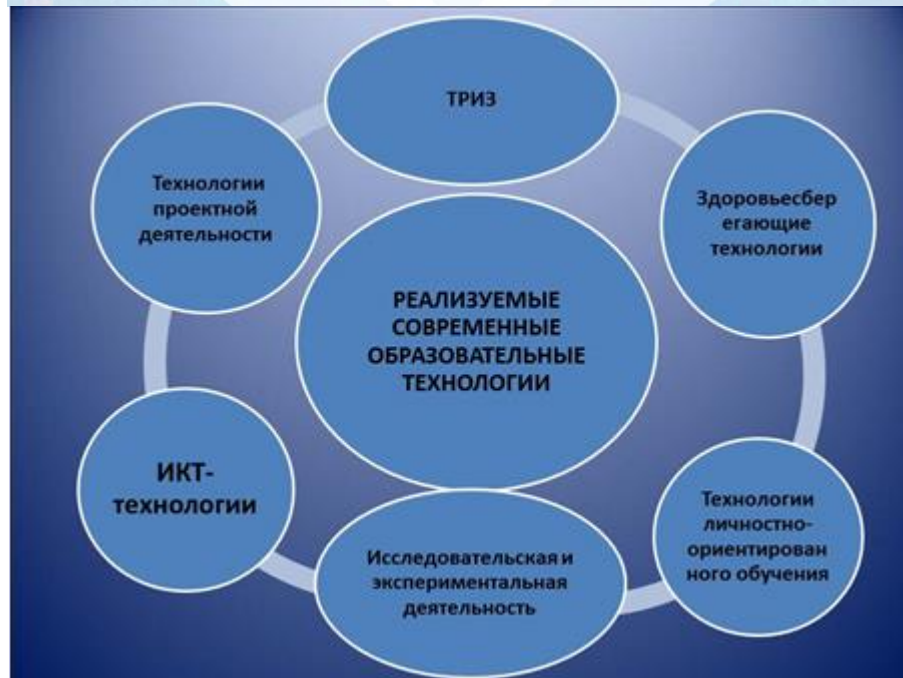 ТРИЗ
Технологии
проектной
деятельности
Здоровьесбер
егающие
технологии
РЕАЛИЗУЕМЫЕ
СОВРЕМЕННЫЕ
ОБРАЗОВАТЕЛЬНЫЕ
ТЕХНОЛОГИИ
ИКТ-
технологии
Технологии
личностно-
ориентирован
ного обучения
Исследовательская и
экспериментальная
деятельность